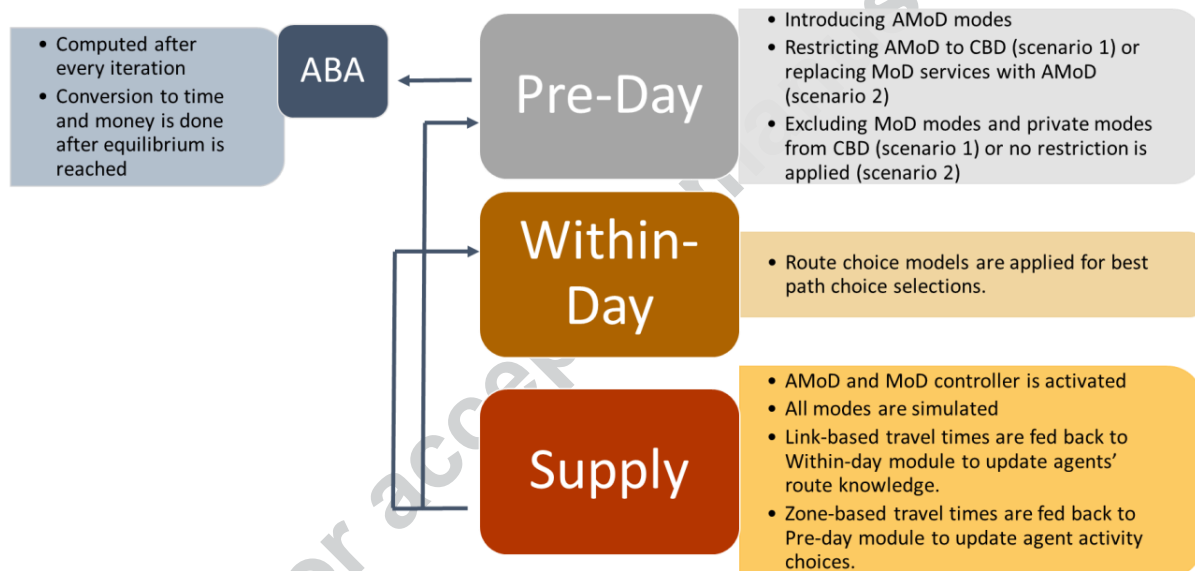 • Computed after
every iteration
• Conversion to time
and money is done
after equilibrium is
reached
ABA
Pre-Day
• Introducing AMoD modes
• Restricting AMoD to CBD (scenario 1) or
replacing MoD services with AMoD
(scenario 2)
• Excluding MoD modes and private modes
from CBD (scenario 1) or no restriction is
applied (scenario 2)
Within-
Day
• Route choice models are applied for best
path choice selections.
Supply
• AMoD and MoD controller is activated
• All modes are simulated
• Link-based travel times are fed back to
Within-day module to update agents’
route knowledge.
• Zone-based travel times are fed back to
Pre-day module to update agent activity
choices.